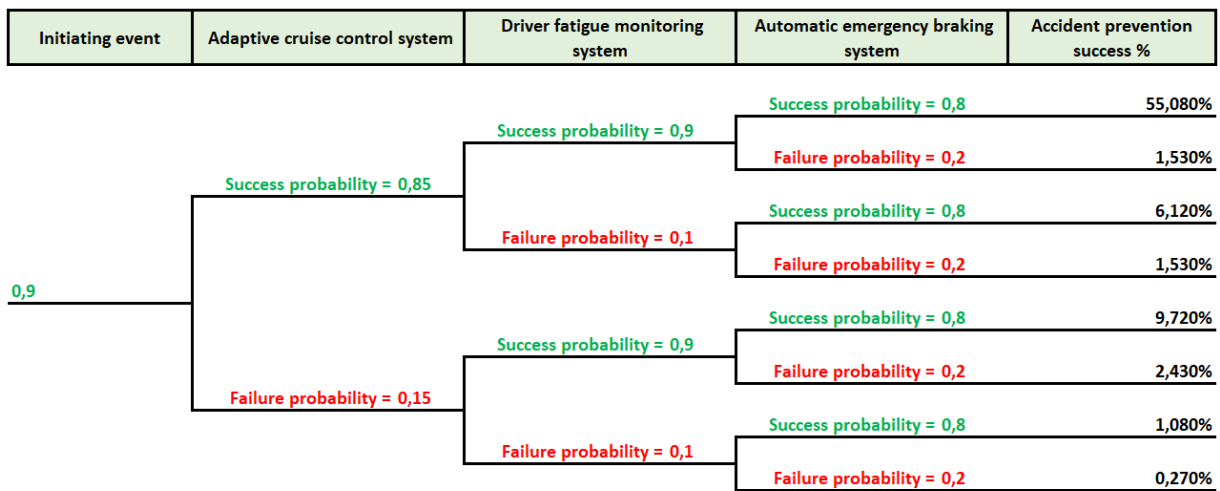 Initiating event
Adaptive cruise control system
Driver fatigue monitoring
system
Automatic emergency braking
system
Accident prevention
success %
Success probability = 0,8
55,080%
Success probability = 0,9
Failure probability = 0,2
1,530%
Success probability = 0,85
Success probability = 0,8
6,120%
Failure probability = 0,1
Failure probability = 0,2
1,530%
0,9
Success probability = 0,8
9,720%
Success probability = 0,9
Failure probability = 0,2
2,430%
Failure probability = 0,15
Success probability = 0,8
1,080%
Failure probability = 0,1
Failure probability = 0,2
0,270%